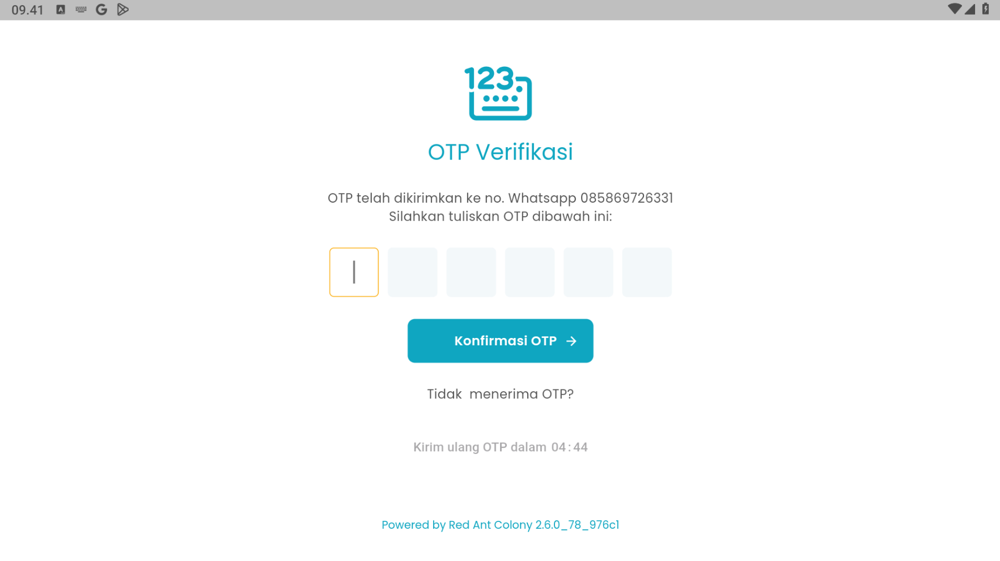 09.41
123
OTP Verifikasi
OTP telah dikirimkan ke no. Whatsapp 085869726331
Silahkan tuliskan OTP dibawah ini:
Konfirmasi OTP
Tidak  menerima OTP?
Kirim ulang OTP dalam 04:44
Powered by Red Ant Colony 2.6.0_78_976c1